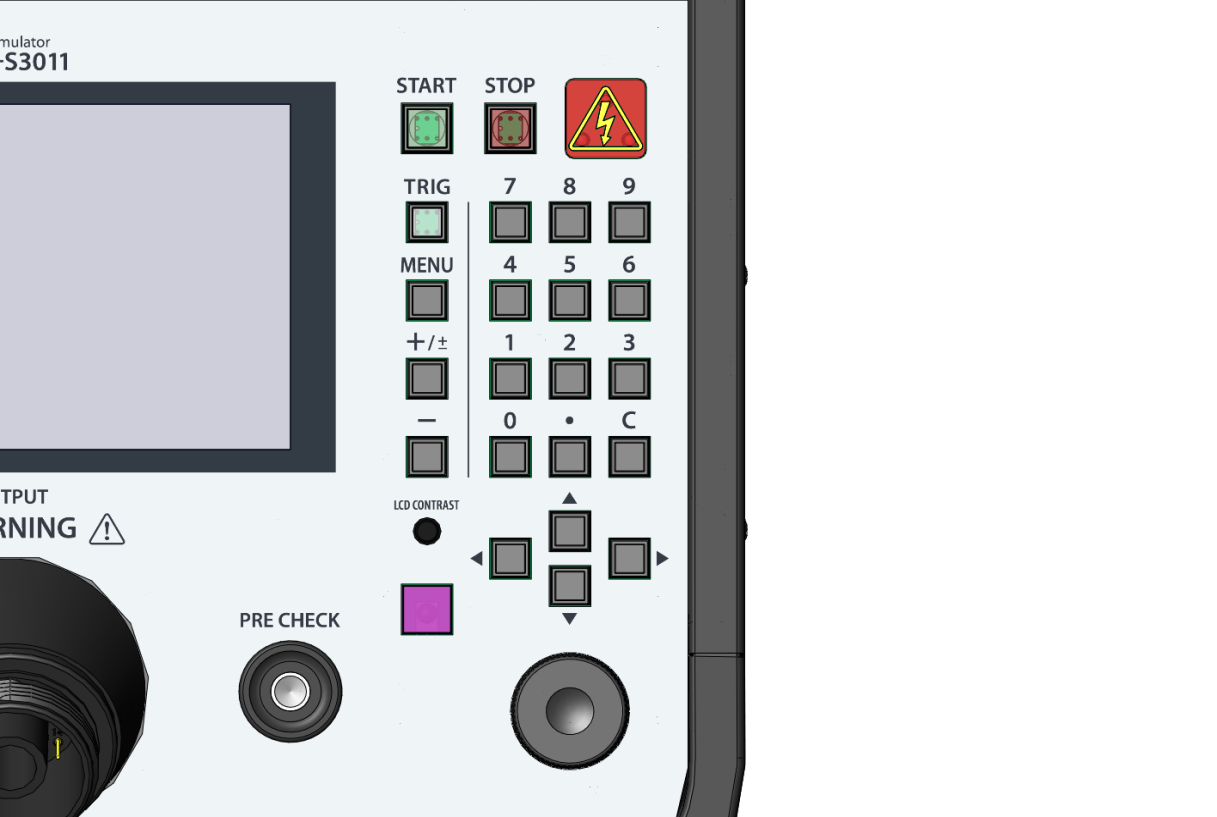 mulator
-S3011
START STOP
TRIG 7 8 9
MENU 4 5 6
+/± 1 2 3
− 0 • C
TPUT
LCD CONTRAST
RNING
PRE CHECK